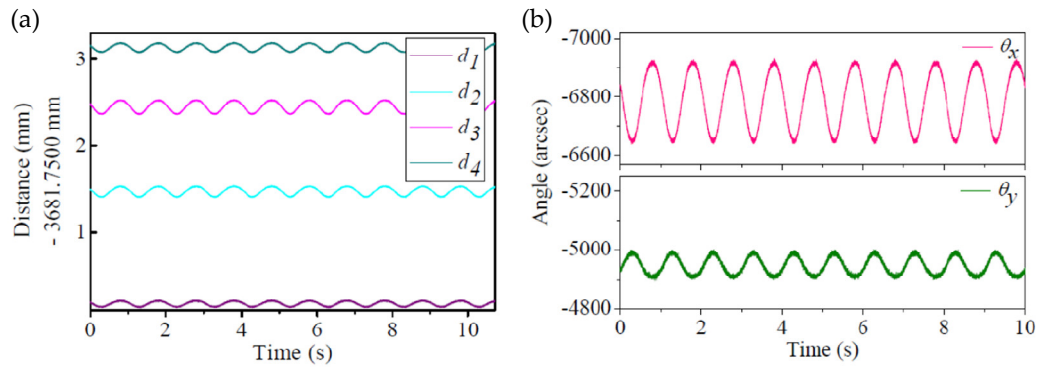 (a)
Distance (mm)
- 3681.7500 mm
3
2
1
d1
d2
d3
d4
0 2 4 6 8 10
Time (s)
(b)
Angle (arcsec)
-7000
-6800
-6600
θx
-5200
-5000
-4800
θy
0 2 4 6 8 10
Time (s)